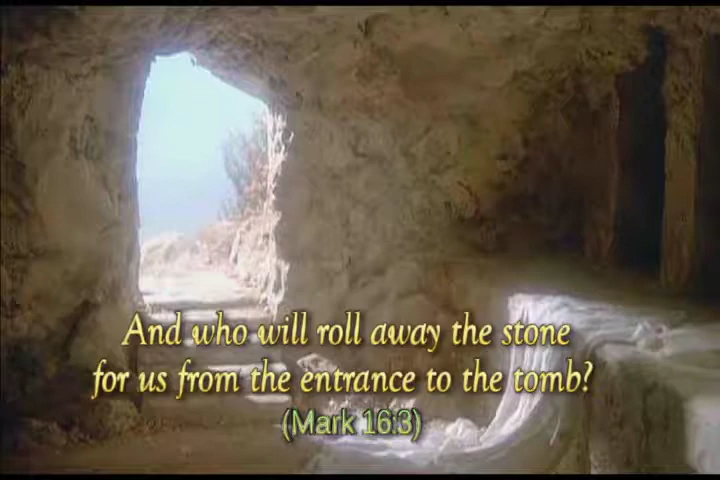 And who will roll away the stone
for us from the entrance to the tomb?
(Mark 16:3)